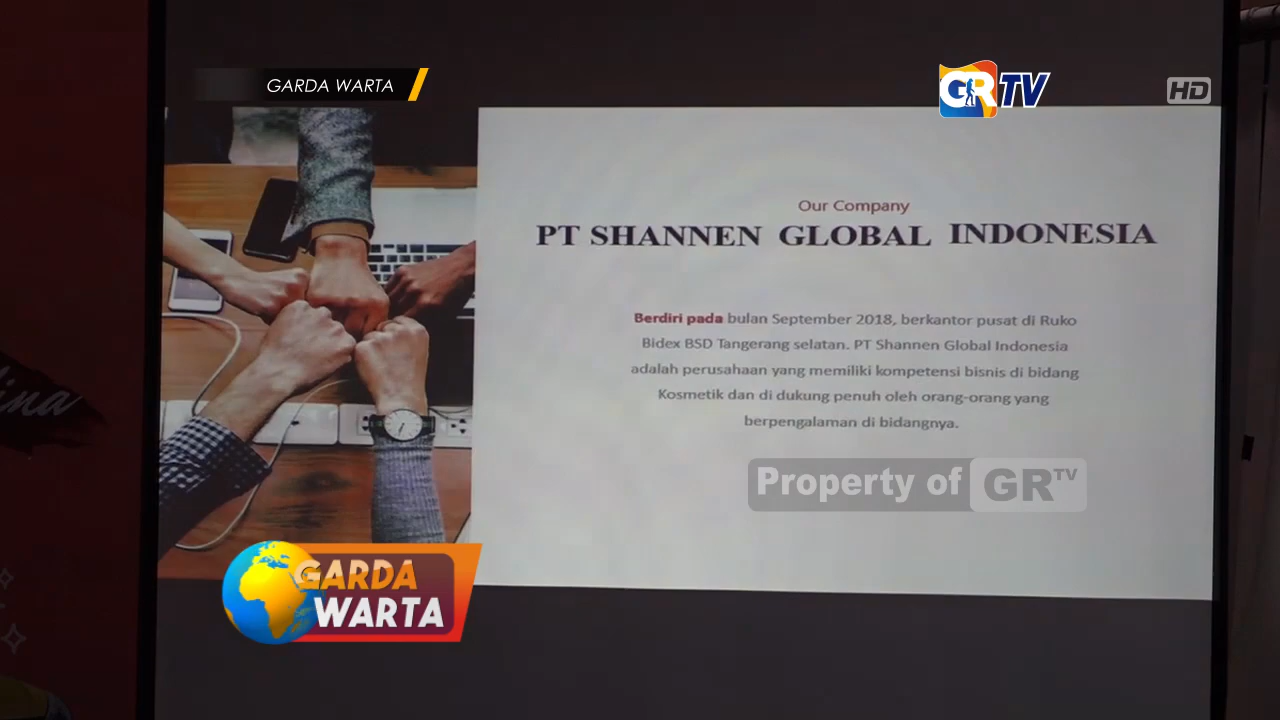 GARDA WARTA
GRTV
HD
Our Company
PT SHANNEN GLOBAL INDONESIA
Berdiri pada bulan September 2018, berkantor pusat di Ruko
Bidex BSD Tangerang selatan. PT Shannen Global Indonesia
adalah perusahaan yang memiliki kompetensi bisnis di bidang
Kosmetik dan di dukung penuh oleh orang-orang yang
berpengalaman di bidangnya.
Property of GRTV
GARDA
WARTA